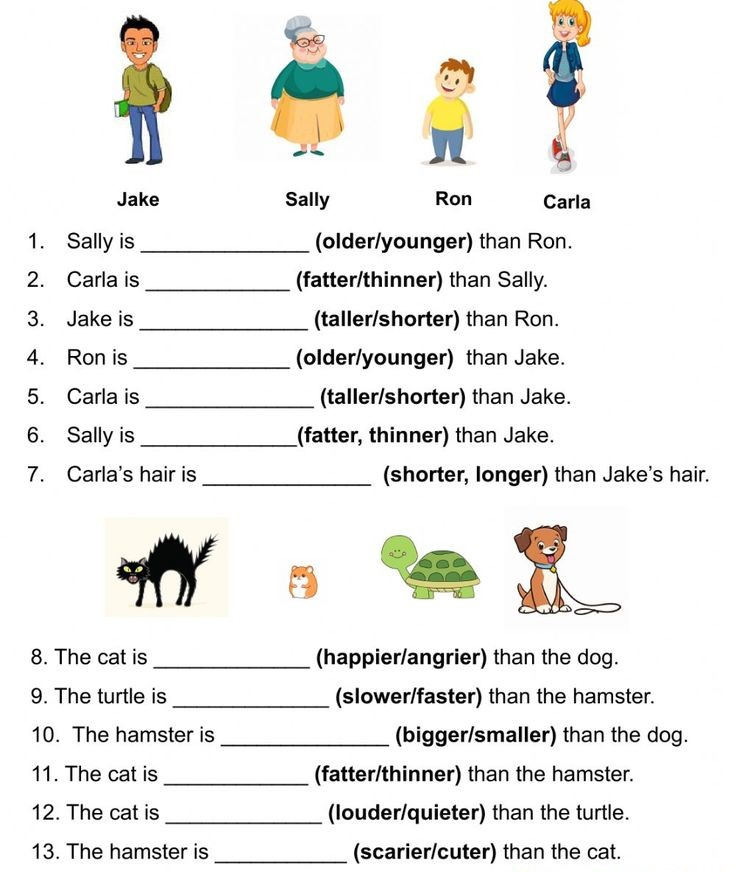 Jake Sally Ron Carla
1. Sally is ______________ (older/younger) than Ron.
2. Carla is ____________ (fatter/thinner) than Sally.
3. Jake is ______________ (taller/shorter) than Ron.
4. Ron is _____________ (older/younger) than Jake.
5. Carla is ______________ (taller/shorter) than Jake.
6. Sally is _____________(fatter, thinner) than Jake.
7. Carla’s hair is ______________ (shorter, longer) than Jake’s hair.
8. The cat is _____________ (happier/angrier) than the dog.
9. The turtle is _____________ (slower/faster) than the hamster.
10. The hamster is ______________ (bigger/smaller) than the dog.
11. The cat is ____________ (fatter/thinner) than the hamster.
12. The cat is _____________ (louder/quieter) than the turtle.
13. The hamster is ___________ (scarier/cuter) than the cat.